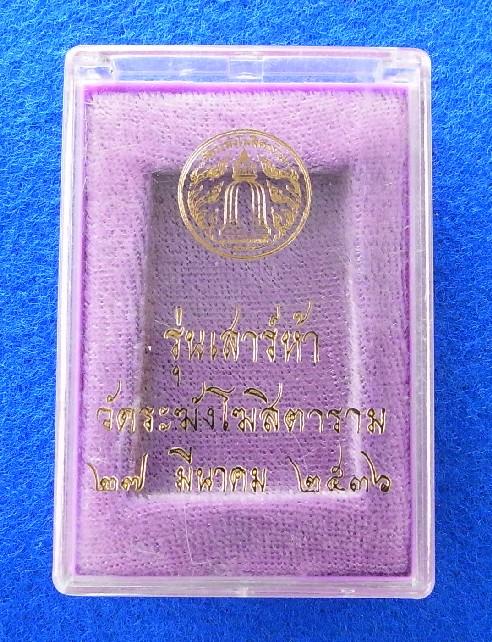 รุ่นเสาร์ห้า
วัดระฆังโฆสิตาราม
๒๗ มีนาคม ๒๕๓๖